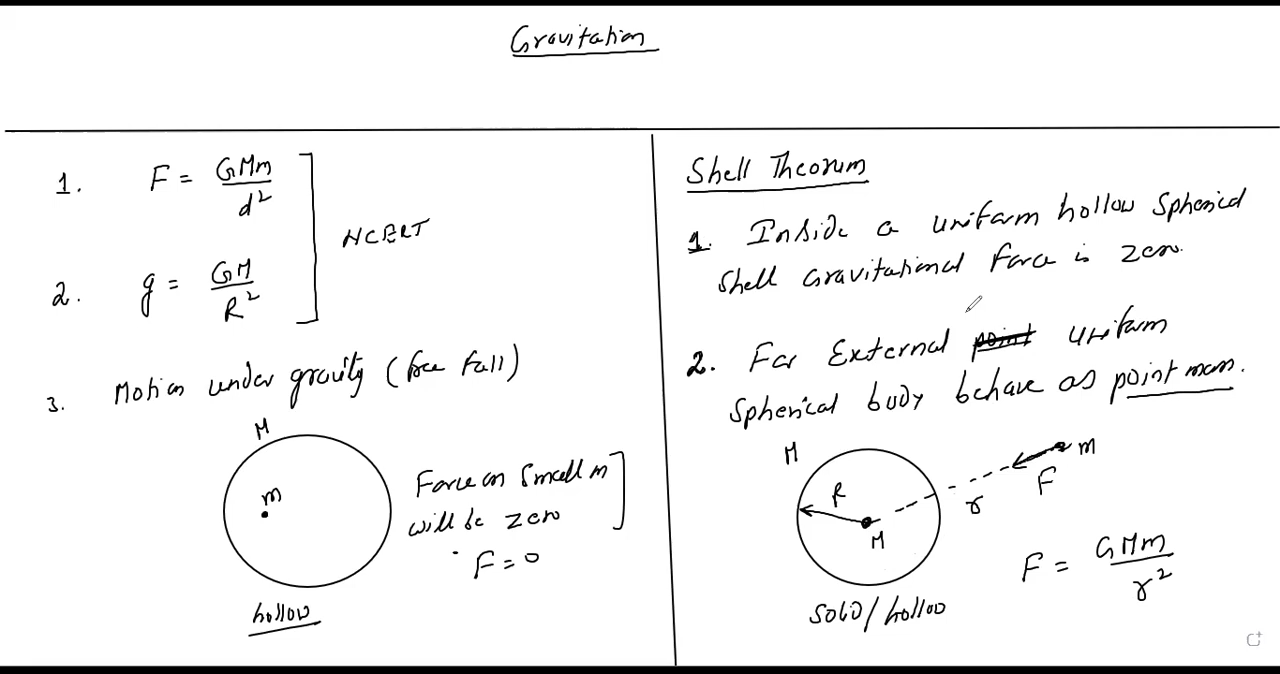 Gravitation
1. F = GMm/d²
2. g = GM/R²
NCERT
3. Motion under gravity (free fall)
M
m
Force on small m
will be zero
F = 0
hollow
Shell Theorum
1. Inside a uniform hollow spherical
shell gravitational force is zero.
2. For External point uniform
spherical body behave as point mass.
M
R
M
r
F
m
F = GMm/r²
solid/hollow